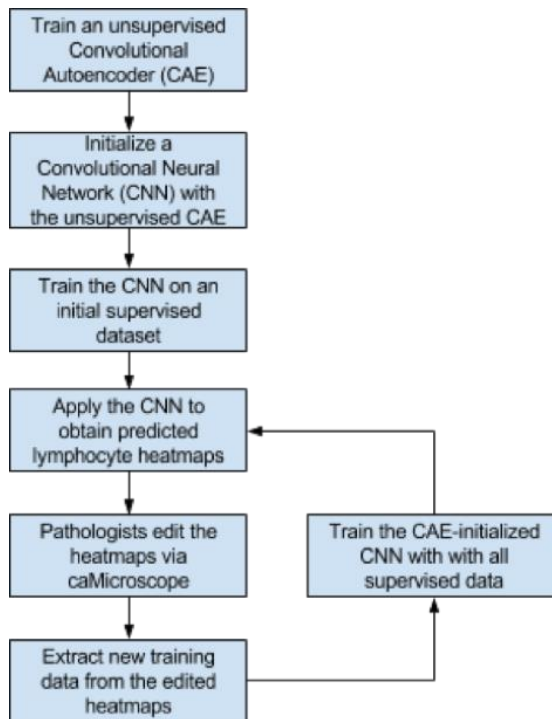 Train an unsupervised
Convolutional
Autoencoder (CAE)
Initialize a
Convolutional Neural
Network (CNN) with
the unsupervised CAE
Train the CNN on an
initial supervised
dataset
Apply the CNN to
obtain predicted
lymphocyte heatmaps
Pathologists edit the
heatmaps via
caMicroscope
Train the CAE-initialized
CNN with with all
supervised data
Extract new training
data from the edited
heatmaps